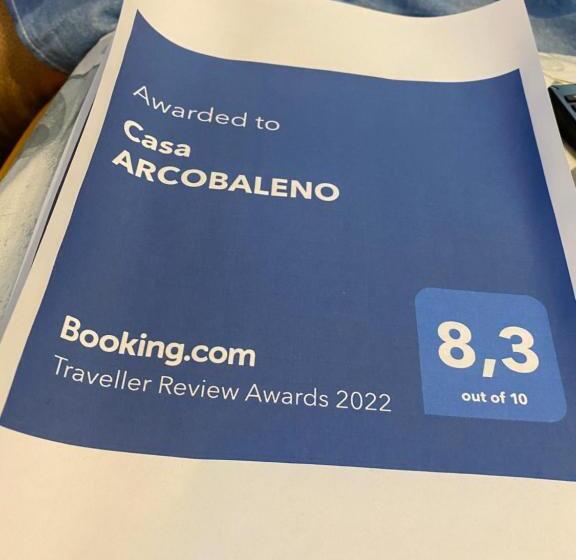 Awarded to
Casa
ARCOBALENO
Booking.com
Traveller Review Awards 2022
8,3
out of 10